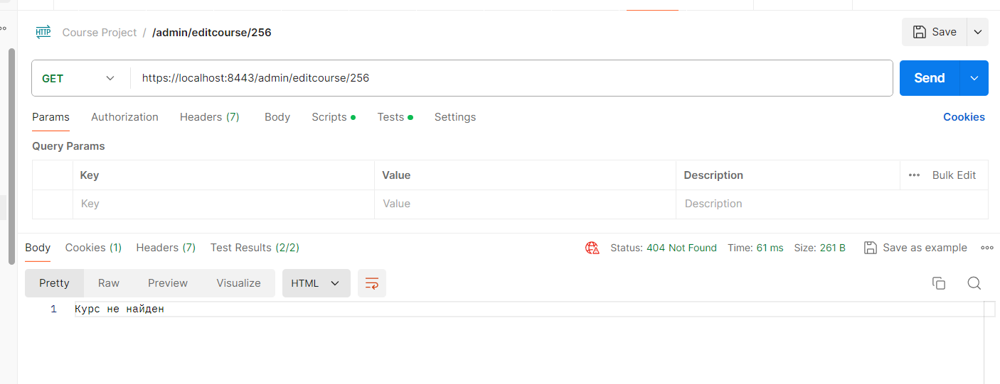 HTTP Course Project / /admin/editcourse/256 Save
GET https://localhost:8443/admin/editcourse/256 Send
Params Authorization Headers (7) Body Scripts Tests Settings Cookies
Query Params
Key Value Description Bulk Edit
Key Value Description
Body Cookies (1) Headers (7) Test Results (2/2) Status: 404 Not Found Time: 61 ms Size: 261 B Save as example
Pretty Raw Preview Visualize HTML
1 Курс не найден